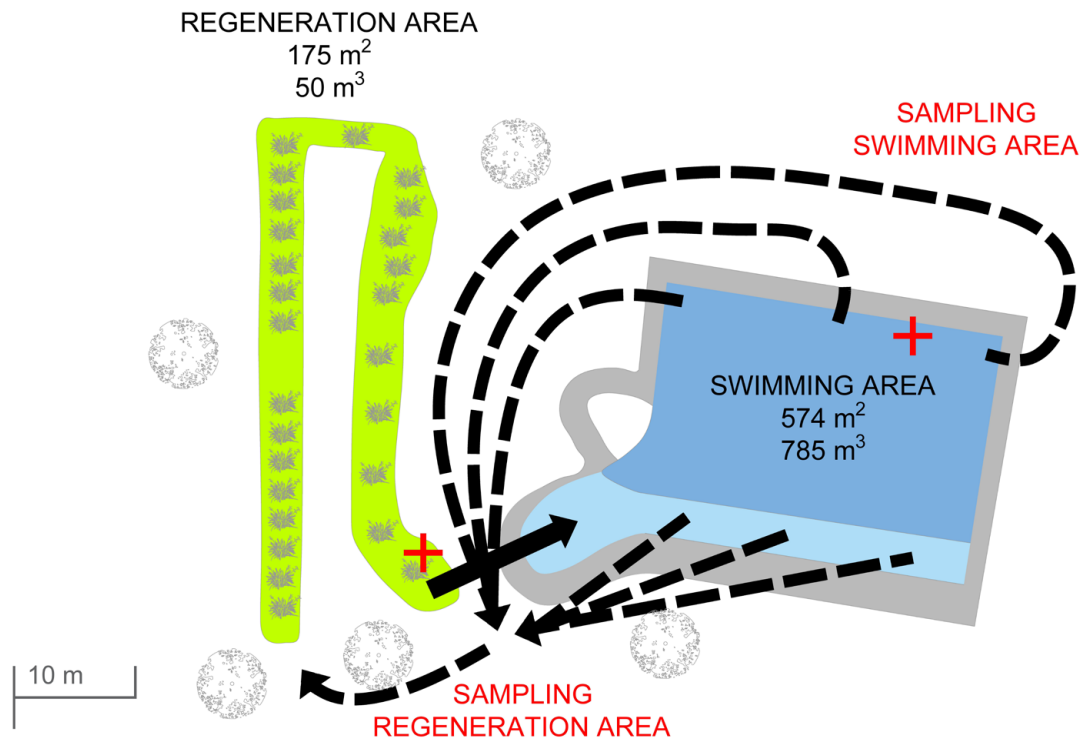 REGENERATION AREA
175 m²
50 m³
SAMPLING
SWIMMING AREA
SWIMMING AREA
574 m²
785 m³
10 m
SAMPLING
REGENERATION AREA